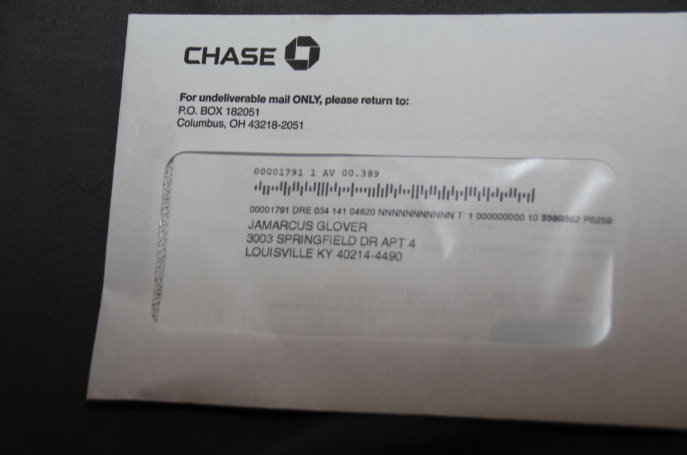 CHASE
For undeliverable mail ONLY, please return to:
P.O. BOX 182051
Columbus, OH 43218-2051
00001791 1 AV 00.389
00001791 DRE 034 141 04620 NNNNNNNNNNNN T 1 000000000 10 P5259
JAMARCUS GLOVER
3003 SPRINGFIELD DR APT 4
LOUISVILLE KY 40214-4490